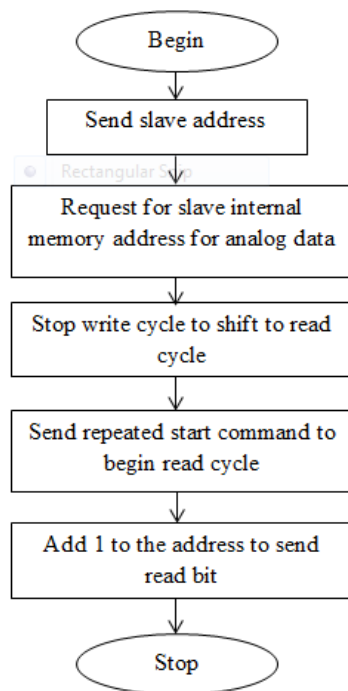 Begin
Send slave address
Rectangular Snip
Request for slave internal
memory address for analog data
Stop write cycle to shift to read
cycle
Send repeated start command to
begin read cycle
Add 1 to the address to send
read bit
Stop